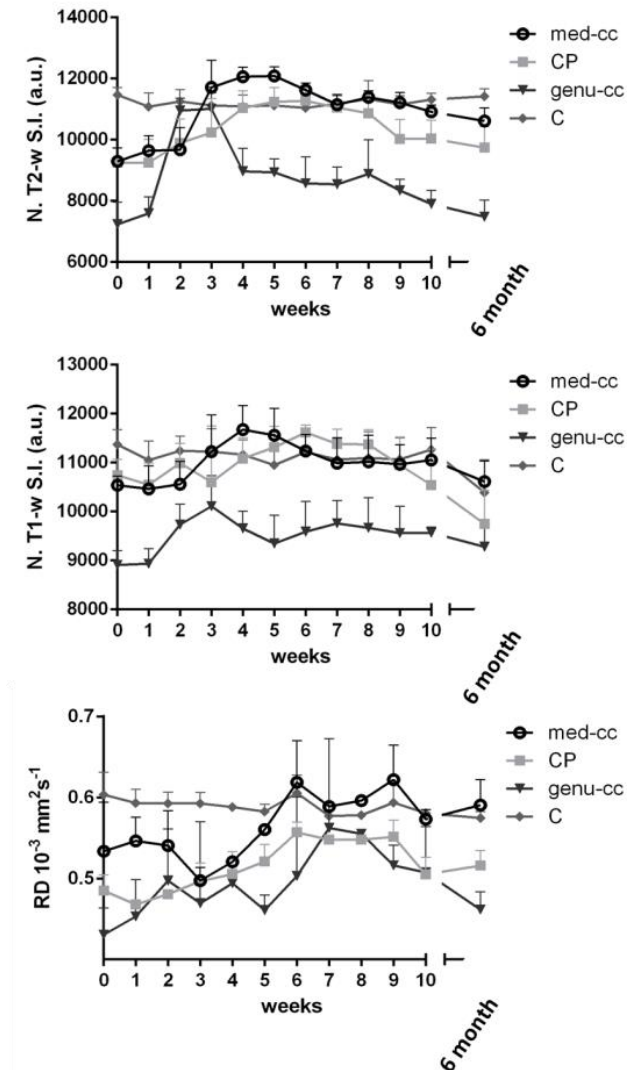 N. T2-w S.I. (a.u.)
14000
12000
10000
8000
6000
0 1 2 3 4 5 6 7 8 9 10
weeks
6 month
med-cc
CP
genu-cc
C
N. T1-w S.I. (a.u.)
13000
12000
11000
10000
9000
8000
0 1 2 3 4 5 6 7 8 9 10
weeks
6 month
med-cc
CP
genu-cc
C
RD 10⁻³ mm²s⁻¹
0.7
0.6
0.5
0 1 2 3 4 5 6 7 8 9 10
weeks
6 month
med-cc
CP
genu-cc
C